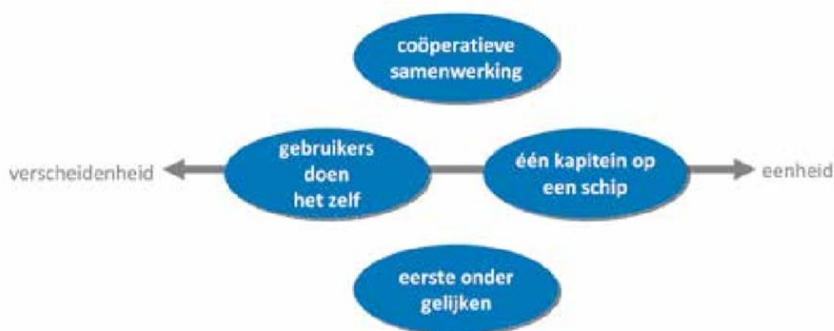 coöperatieve
samenwerking
verscheidenheid
gebruikers
doen
het zelf
één kapitein op
een schip
eenheid
eerste onder
gelijken